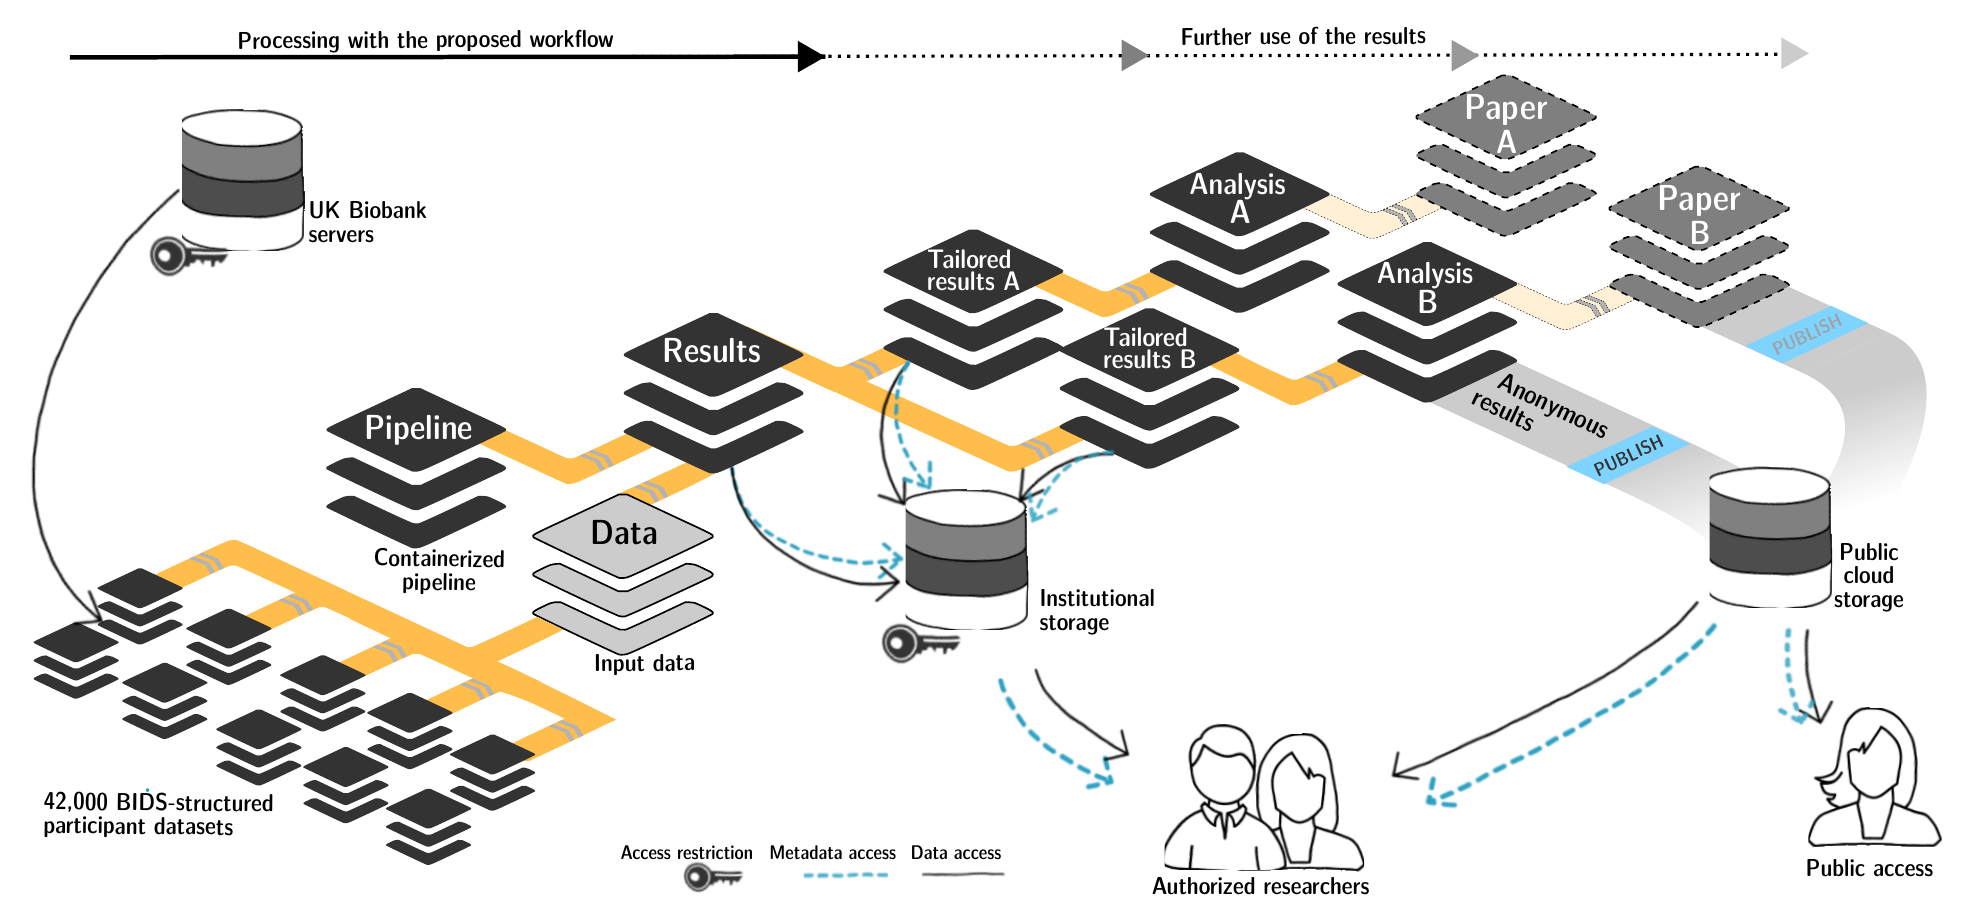 Processing with the proposed workflow
Further use of the results
Paper
A
Paper
B
Analysis
A
Analysis
B
Tailored
results A
Tailored
results B
UK Biobank
servers
Results
Pipeline
Containerized
pipeline
Data
Input data
PUBLISH
Anonymous
results
PUBLISH
Public
cloud
storage
Institutional
storage
42,000 BIDS-structured
participant datasets
Access restriction
Metadata access
Data access
Authorized researchers
Public access